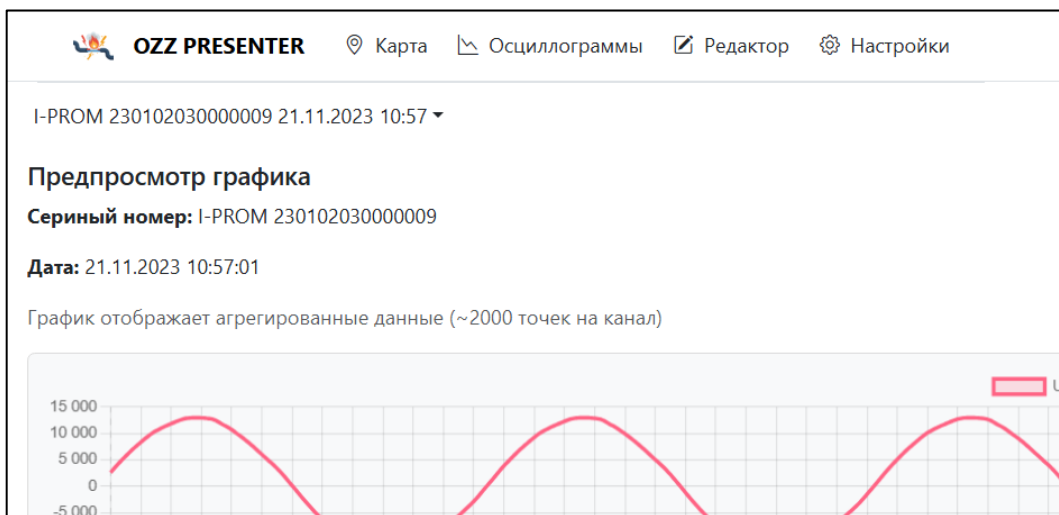 OZZ PRESENTER Карта Осциллограммы Редактор Настройки
I-PROM 230102030000009 21.11.2023 10:57
Предпросмотр графика
Сериный номер: I-PROM 230102030000009
Дата: 21.11.2023 10:57:01
График отображает агрегированные данные (~2000 точек на канал)
15 000
10 000
5 000
0
-5 000